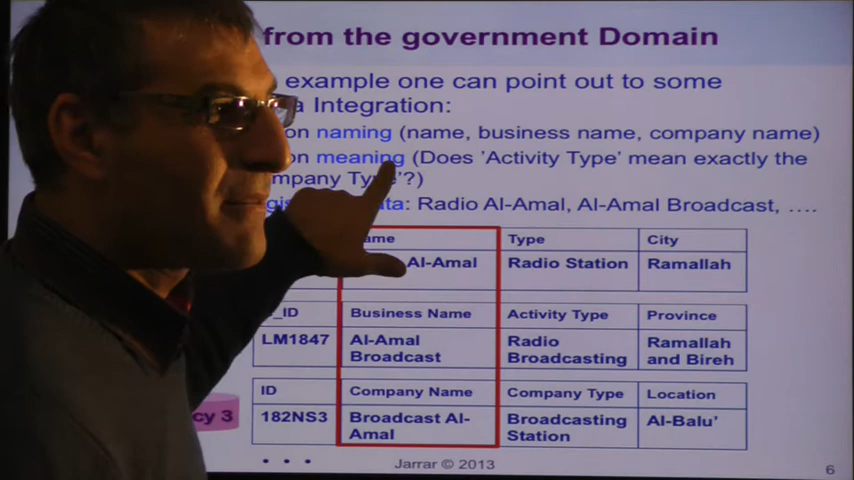 from the government Domain
example one can point out to some
a Integration:
on naming (name, business name, company name)
on meaning (Does 'Activity Type' mean exactly the
mpany Type'?)
ta: Radio Al-Amal, Al-Amal Broadcast, ....
ame Type City
Al-Amal Radio Station Ramallah
_ID Business Name Activity Type Province
LM1847 Al-Amal Broadcast Radio Broadcasting Ramallah and Bireh
ID Company Name Company Type Location
182NS3 Broadcast Al-Amal Broadcasting Station Al-Balu'
cy 3
Jarrar © 2013
6